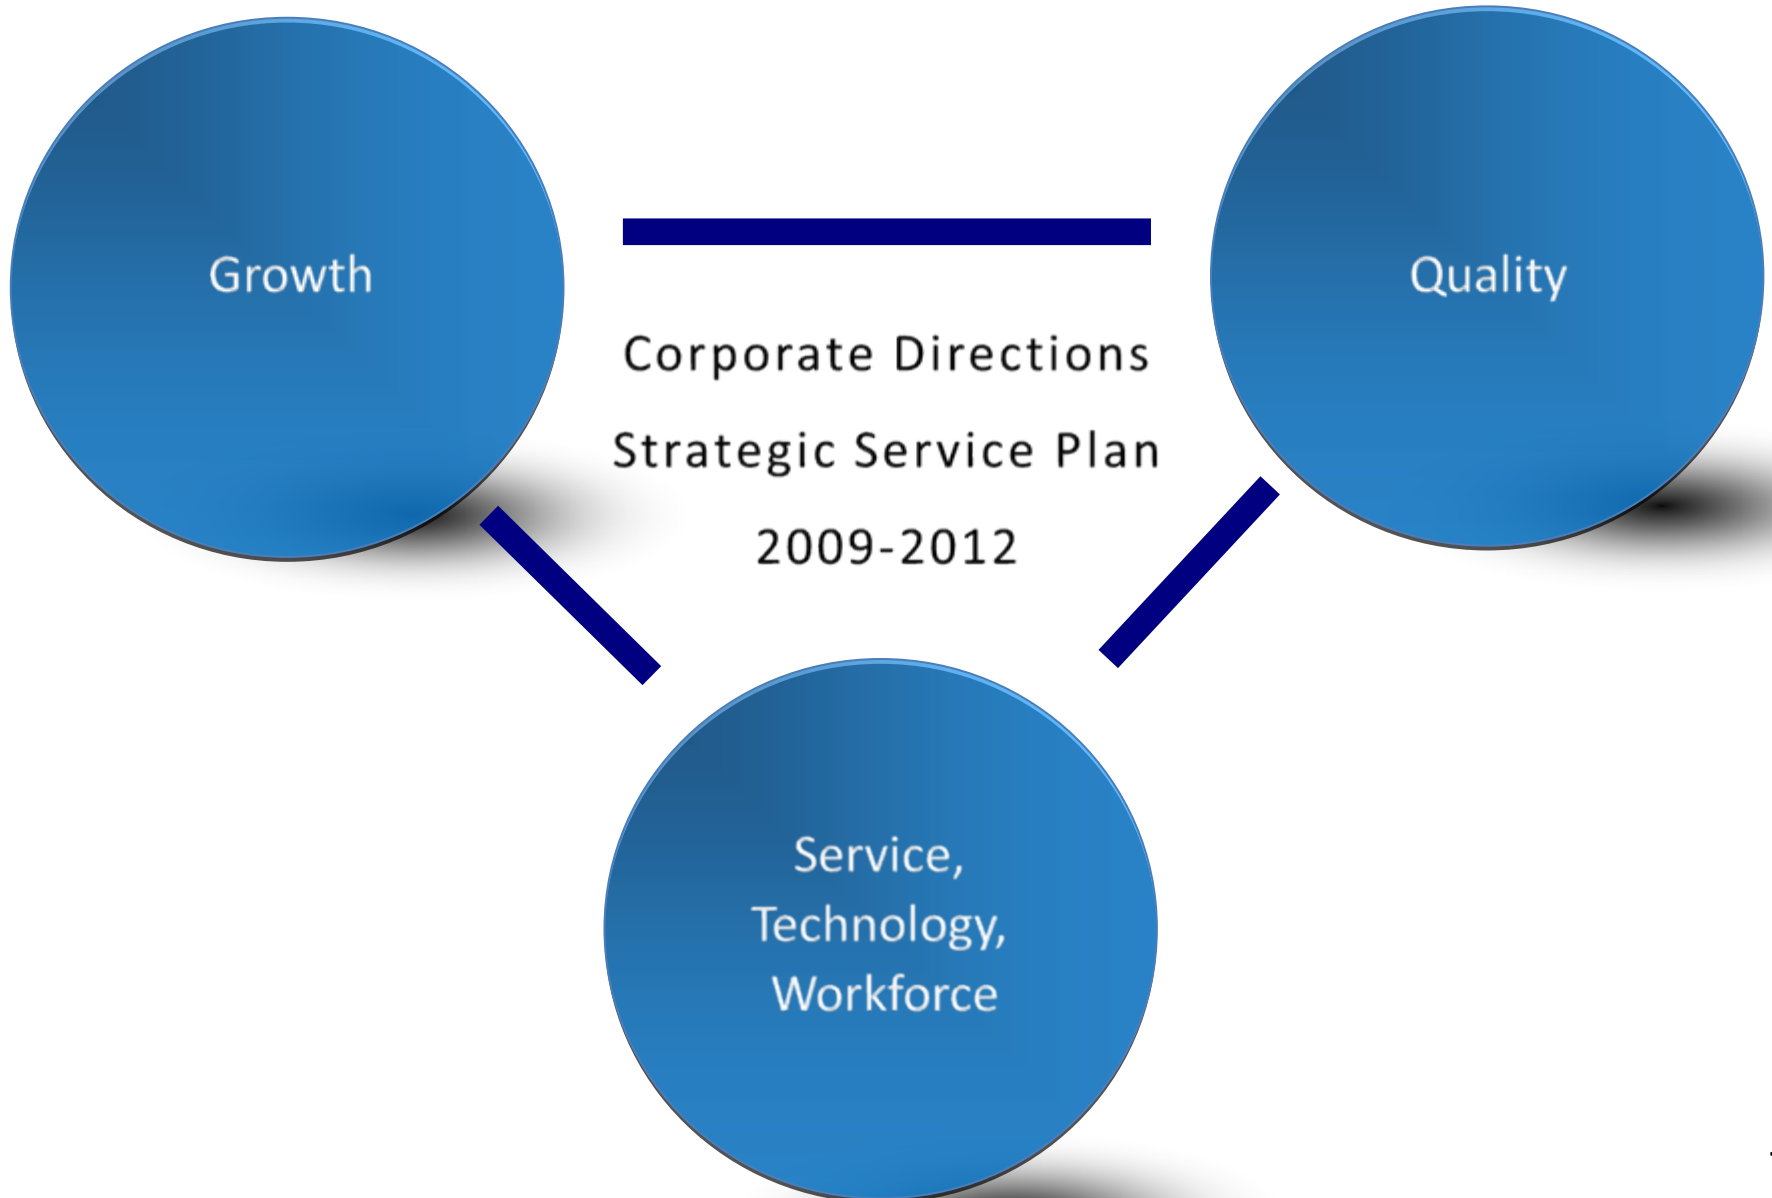 Growth
Quality
Corporate Directions
Strategic Service Plan
2009-2012
Service,
Technology,
Workforce